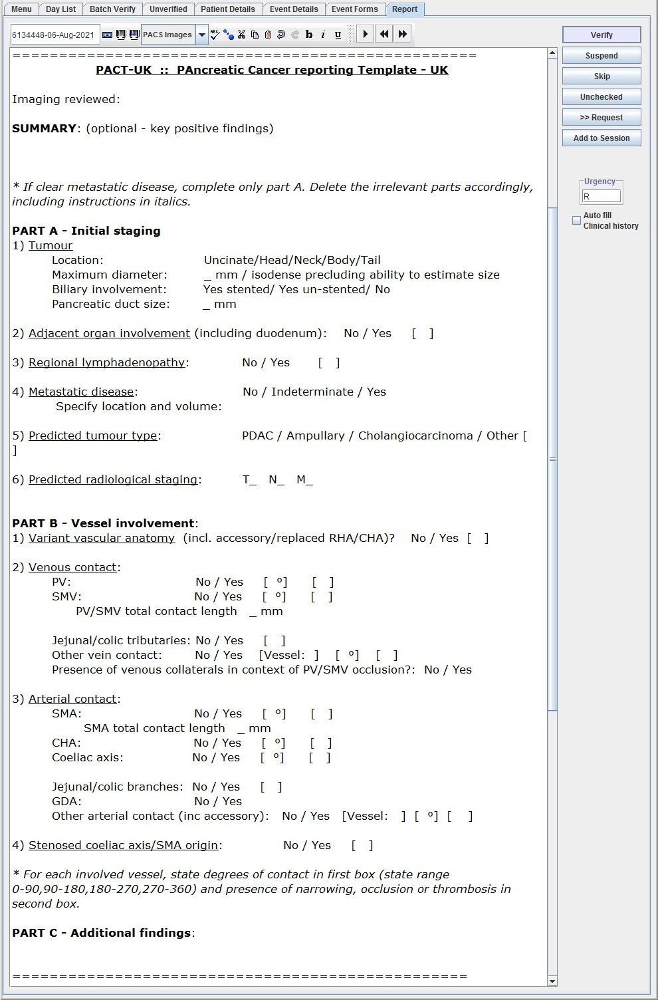 Menu Day List Batch Verify Unverified Patient Details Event Details Event Forms Report
6134448-06-Aug-2021 PACS Images ABC b i u
Verify
Suspend
Skip
Unchecked
>> Request
Add to Session
Urgency
R
Auto fill
Clinical history
==================================================
PACT-UK :: PAncreatic Cancer reporting Template - UK
Imaging reviewed:
SUMMARY: (optional - key positive findings)
* If clear metastatic disease, complete only part A. Delete the irrelevant parts accordingly,
including instructions in italics.
PART A - Initial staging
1) Tumour
Location: Uncinate/Head/Neck/Body/Tail
Maximum diameter: _ mm / isodense precluding ability to estimate size
Biliary involvement: Yes stented/ Yes un-stented/ No
Pancreatic duct size: _ mm
2) Adjacent organ involvement (including duodenum): No / Yes [ ]
3) Regional lymphadenopathy: No / Yes [ ]
4) Metastatic disease: No / Indeterminate / Yes
Specify location and volume:
5) Predicted tumour type: PDAC / Ampullary / Cholangiocarcinoma / Other [
]
6) Predicted radiological staging: T_ N_ M_
PART B - Vessel involvement:
1) Variant vascular anatomy (incl. accessory/replaced RHA/CHA)? No / Yes [ ]
2) Venous contact:
PV: No / Yes [ º] [ ]
SMV: No / Yes [ º] [ ]
PV/SMV total contact length _ mm
Jejunal/colic tributaries: No / Yes [ ]
Other vein contact: No / Yes [Vessel: ] [ º] [ ]
Presence of venous collaterals in context of PV/SMV occlusion?: No / Yes
3) Arterial contact:
SMA: No / Yes [ º] [ ]
SMA total contact length _ mm
CHA: No / Yes [ º] [ ]
Coeliac axis: No / Yes [ º] [ ]
Jejunal/colic branches: No / Yes [ ]
GDA: No / Yes
Other arterial contact (inc accessory): No / Yes [Vessel: ] [ º] [ ]
4) Stenosed coeliac axis/SMA origin: No / Yes [ ]
* For each involved vessel, state degrees of contact in first box (state range
0-90,90-180,180-270,270-360) and presence of narrowing, occlusion or thrombosis in
second box.
PART C - Additional findings:
=================================================